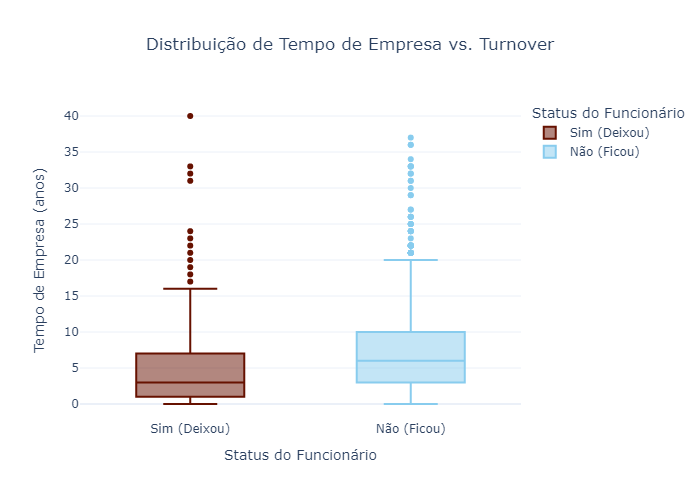 Distribuição de Tempo de Empresa vs. Turnover
Status do Funcionário
Sim (Deixou)
Não (Ficou)
Tempo de Empresa (anos)
40
35
30
25
20
15
10
5
0
Sim (Deixou)
Não (Ficou)
Status do Funcionário